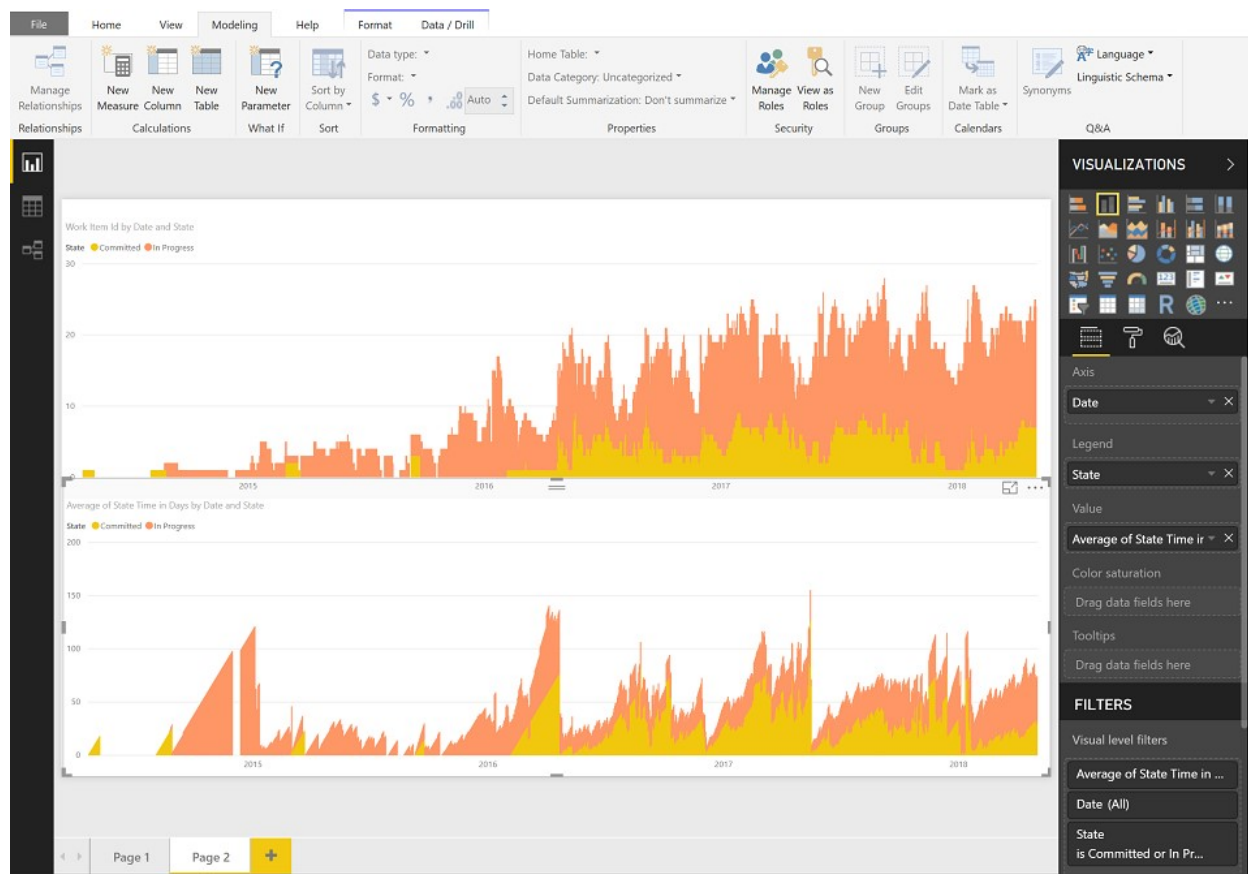 File Home View Modeling Help Format Data / Drill
Data type:
Home Table:
Language
Format:
Data Category: Uncategorized
Linguistic Schema
Manage Relationships
New Measure
New Column
New Table
New Parameter
Sort by Column
$ % , .00 Auto
Default Summarization: Don't summarize
Manage Roles
View as Roles
New Group
Edit Groups
Mark as Date Table
Synonyms
Relationships Calculations What If Sort Formatting Properties Security Groups Calendars Q&A
Work Item Id by Date and State
State Committed In Progress
30
20
10
0
2015 2016 2017 2018
Average of State Time in Days by Date and State
State Committed In Progress
200
150
100
50
0
2015 2016 2017 2018
Page 1 Page 2 +
VISUALIZATIONS
123
R
Axis
Date
Legend
State
Value
Average of State Time ir
Color saturation
Drag data fields here
Tooltips
Drag data fields here
FILTERS
Visual level filters
Average of State Time in ...
Date (All)
State
is Committed or In Pr...